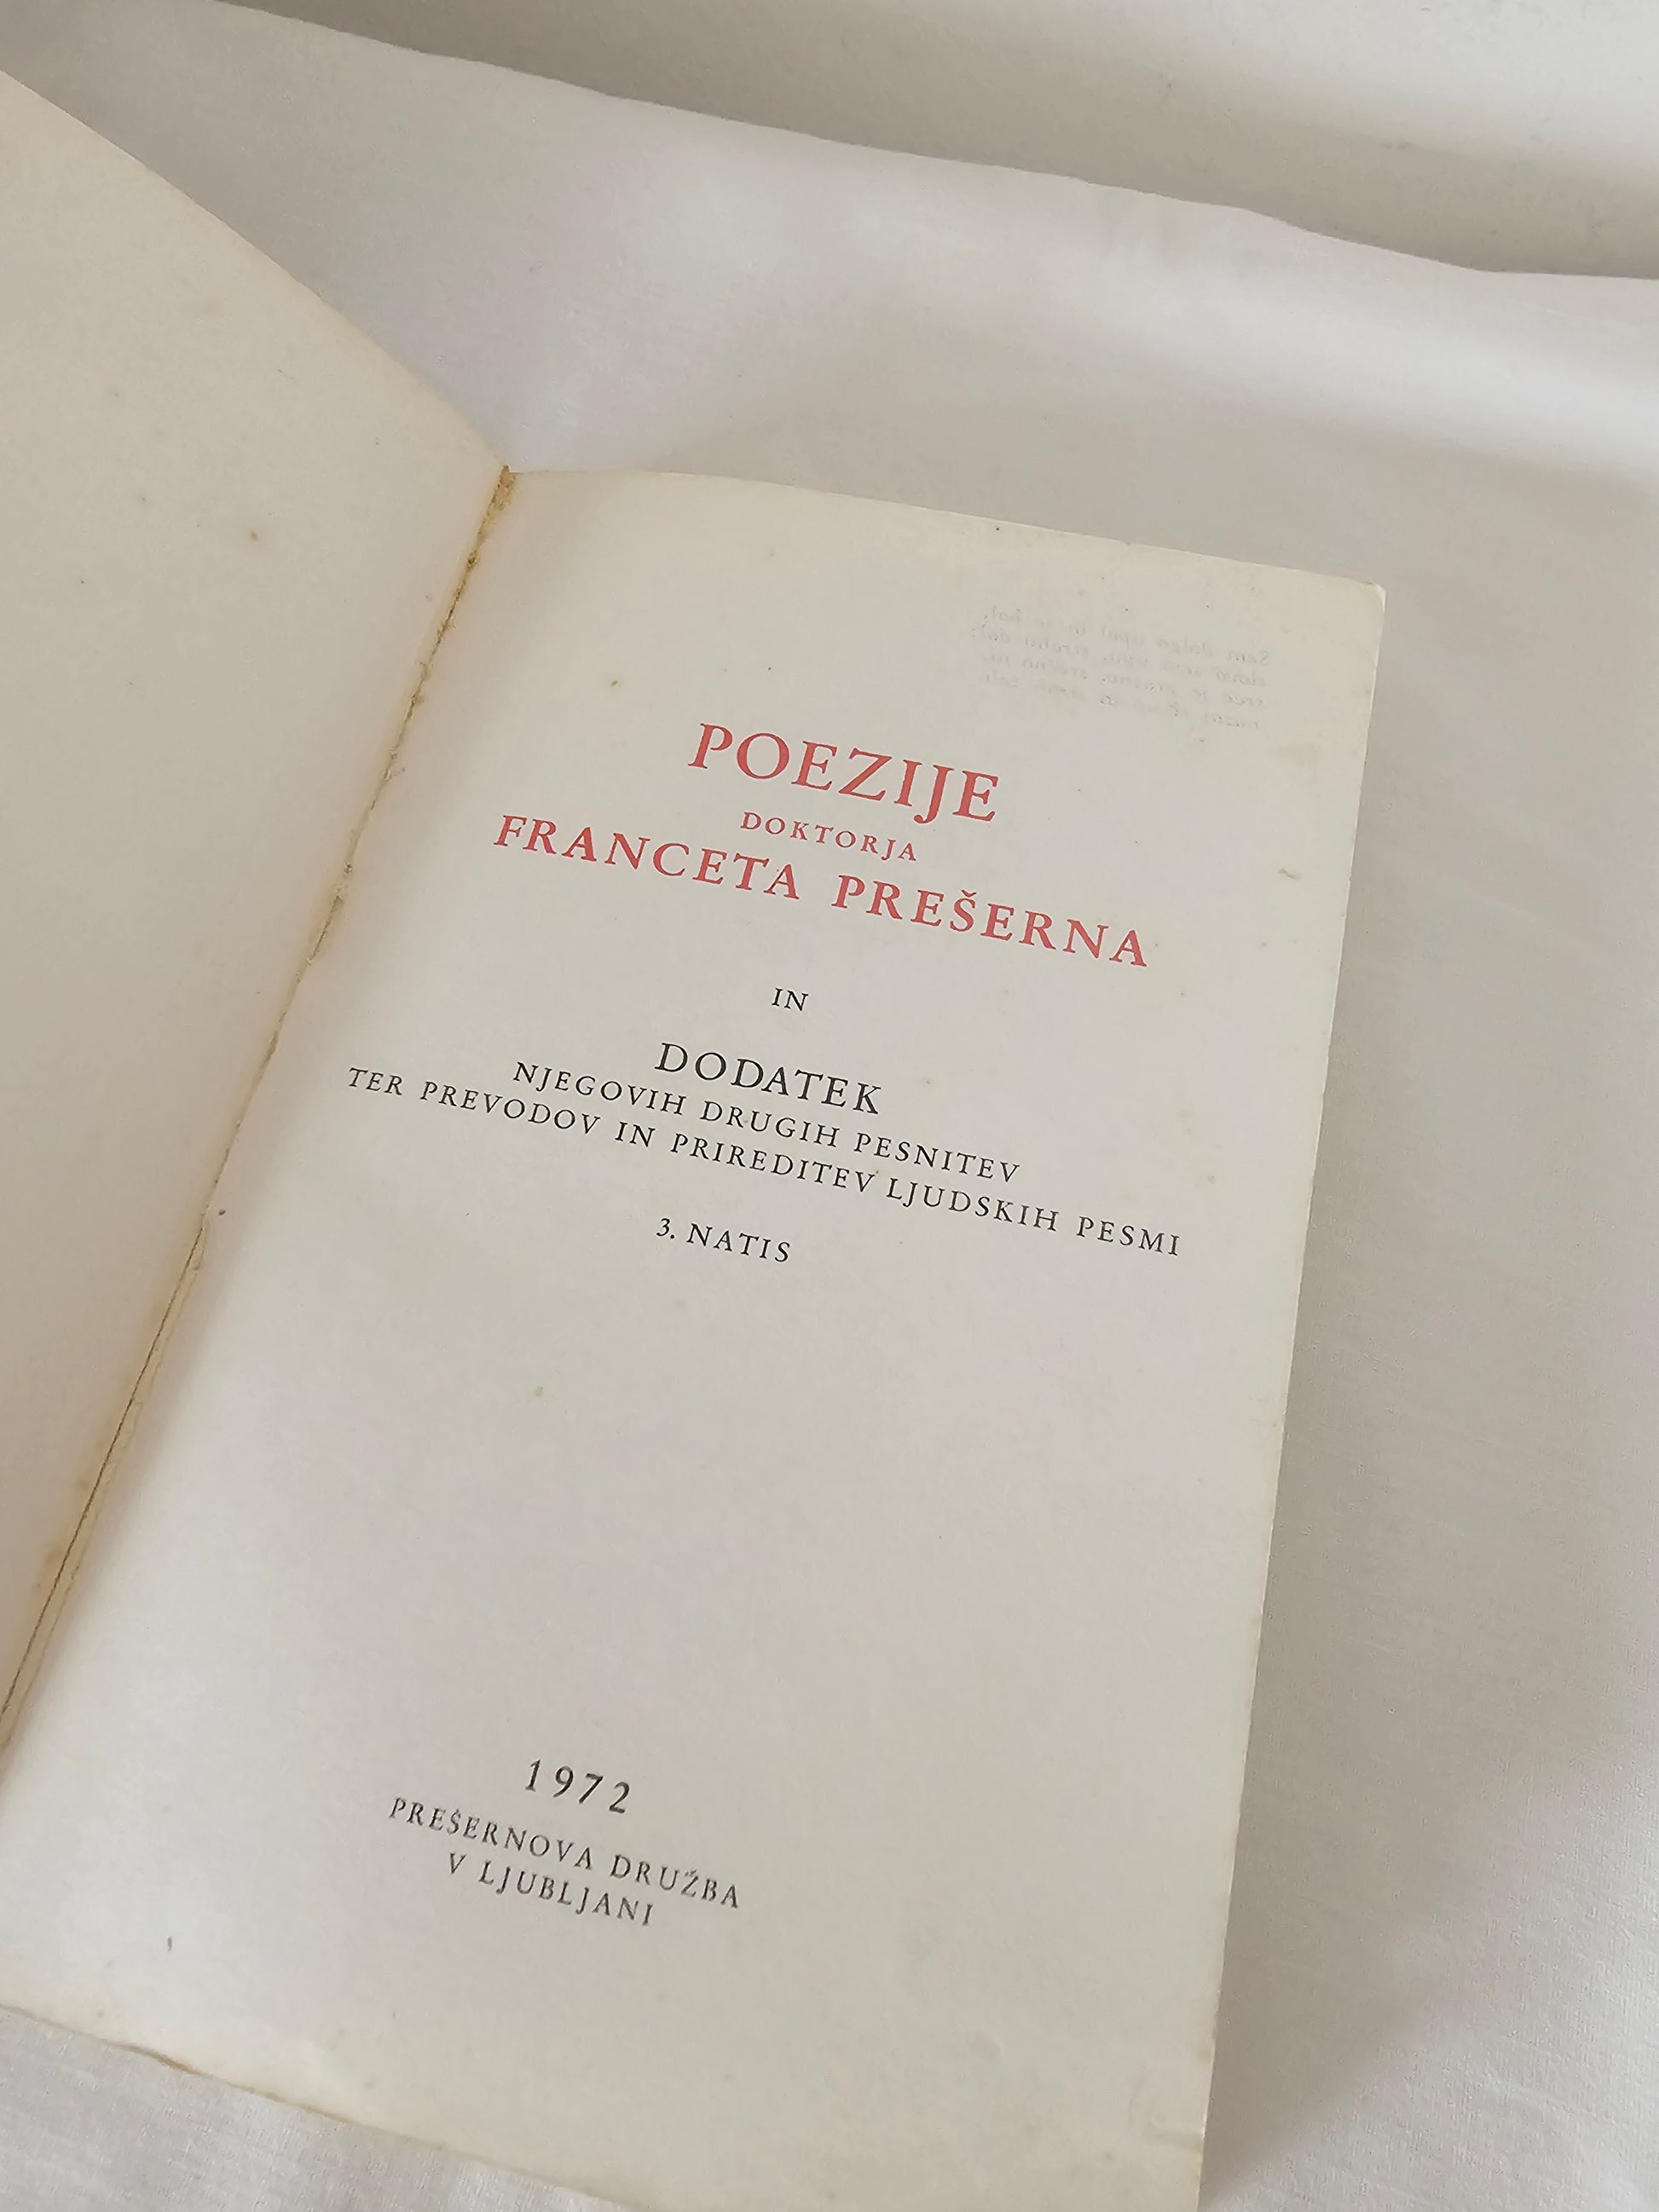 POEZIJE
DOKTORJA
FRANCETA PREŠERNA
IN
DODATEK
NJEGOVIH DRUGIH PESNITEV
TER PREVODOV IN PRIREDITEV LJUDSKIH PESMI
3. NATIS
1972
PREŠERNOVA DRUŽBA
V LJUBLJANI